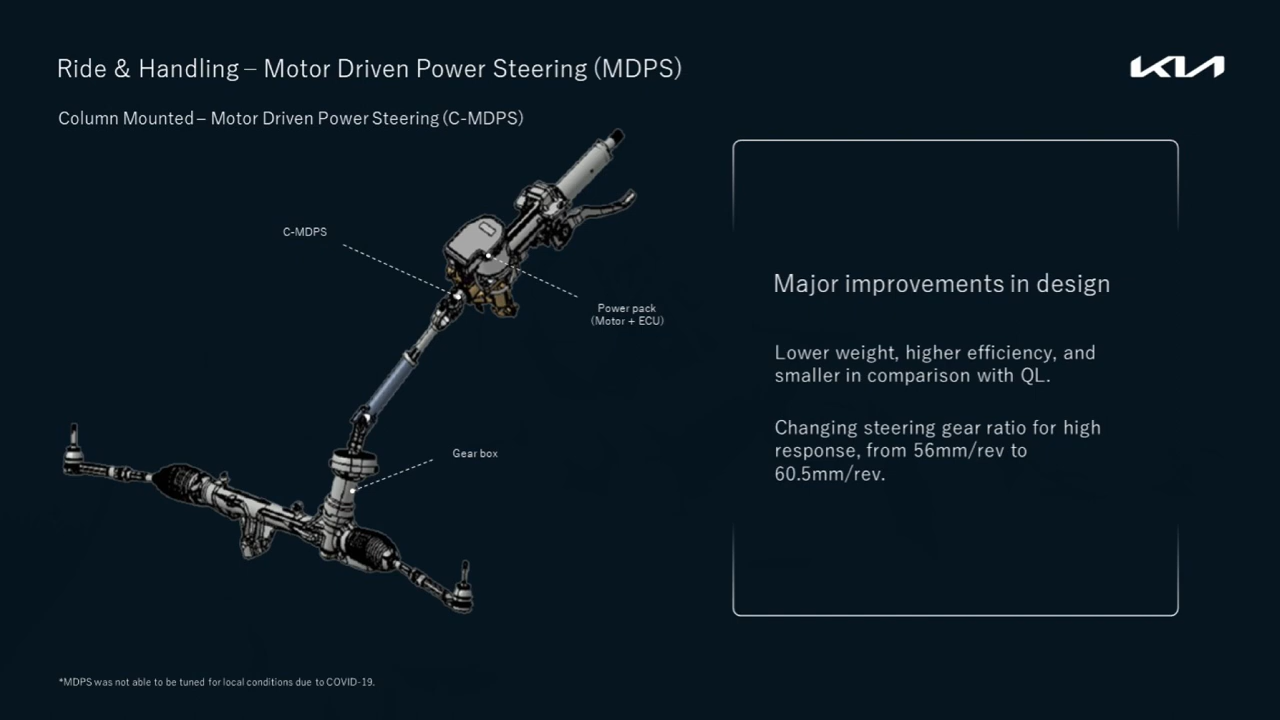 Ride & Handling – Motor Driven Power Steering (MDPS)
KIA
Column Mounted – Motor Driven Power Steering (C-MDPS)
C-MDPS
Power pack
(Motor + ECU)
Gear box
Major improvements in design
Lower weight, higher efficiency, and
smaller in comparison with QL.
Changing steering gear ratio for high
response, from 56mm/rev to
60.5mm/rev.
*MDPS was not able to be tuned for local conditions due to COVID-19.